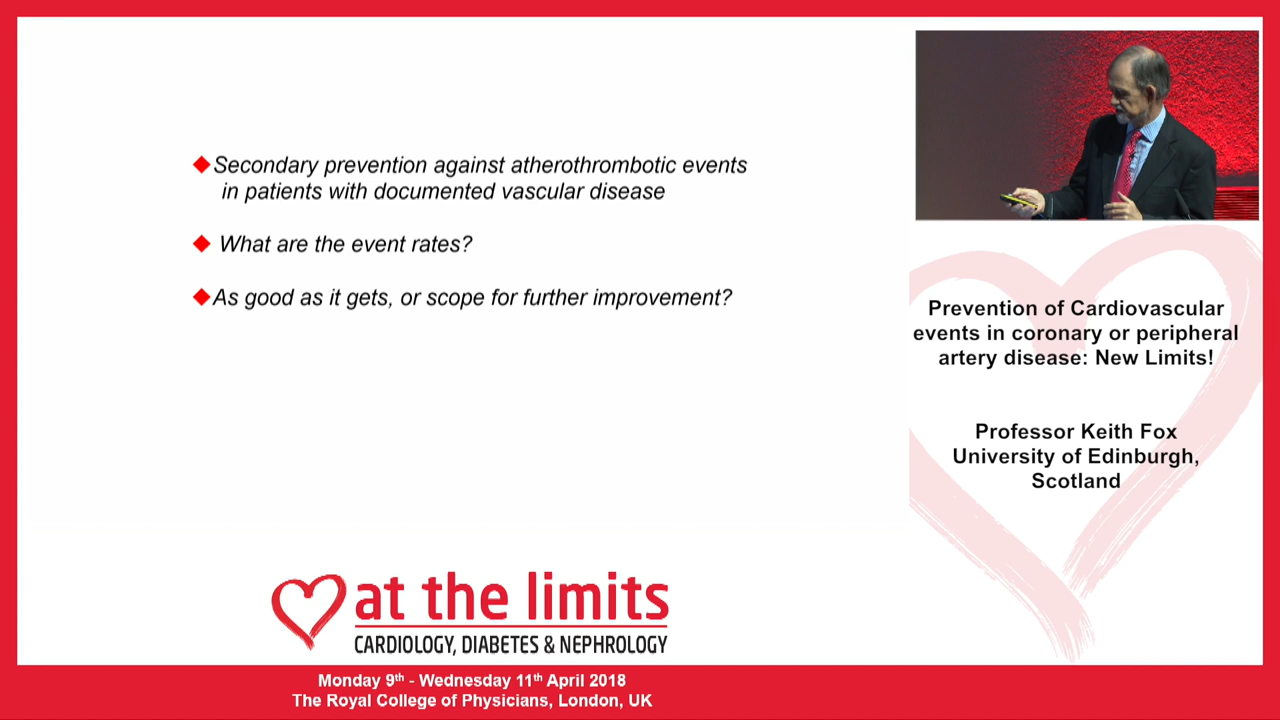 Secondary prevention against atherothrombotic events
in patients with documented vascular disease
What are the event rates?
As good as it gets, or scope for further improvement?
Prevention of Cardiovascular
events in coronary or peripheral
artery disease: New Limits!
Professor Keith Fox
University of Edinburgh,
Scotland
at the limits
CARDIOLOGY, DIABETES & NEPHROLOGY
Monday 9th - Wednesday 11th April 2018
The Royal College of Physicians, London, UK